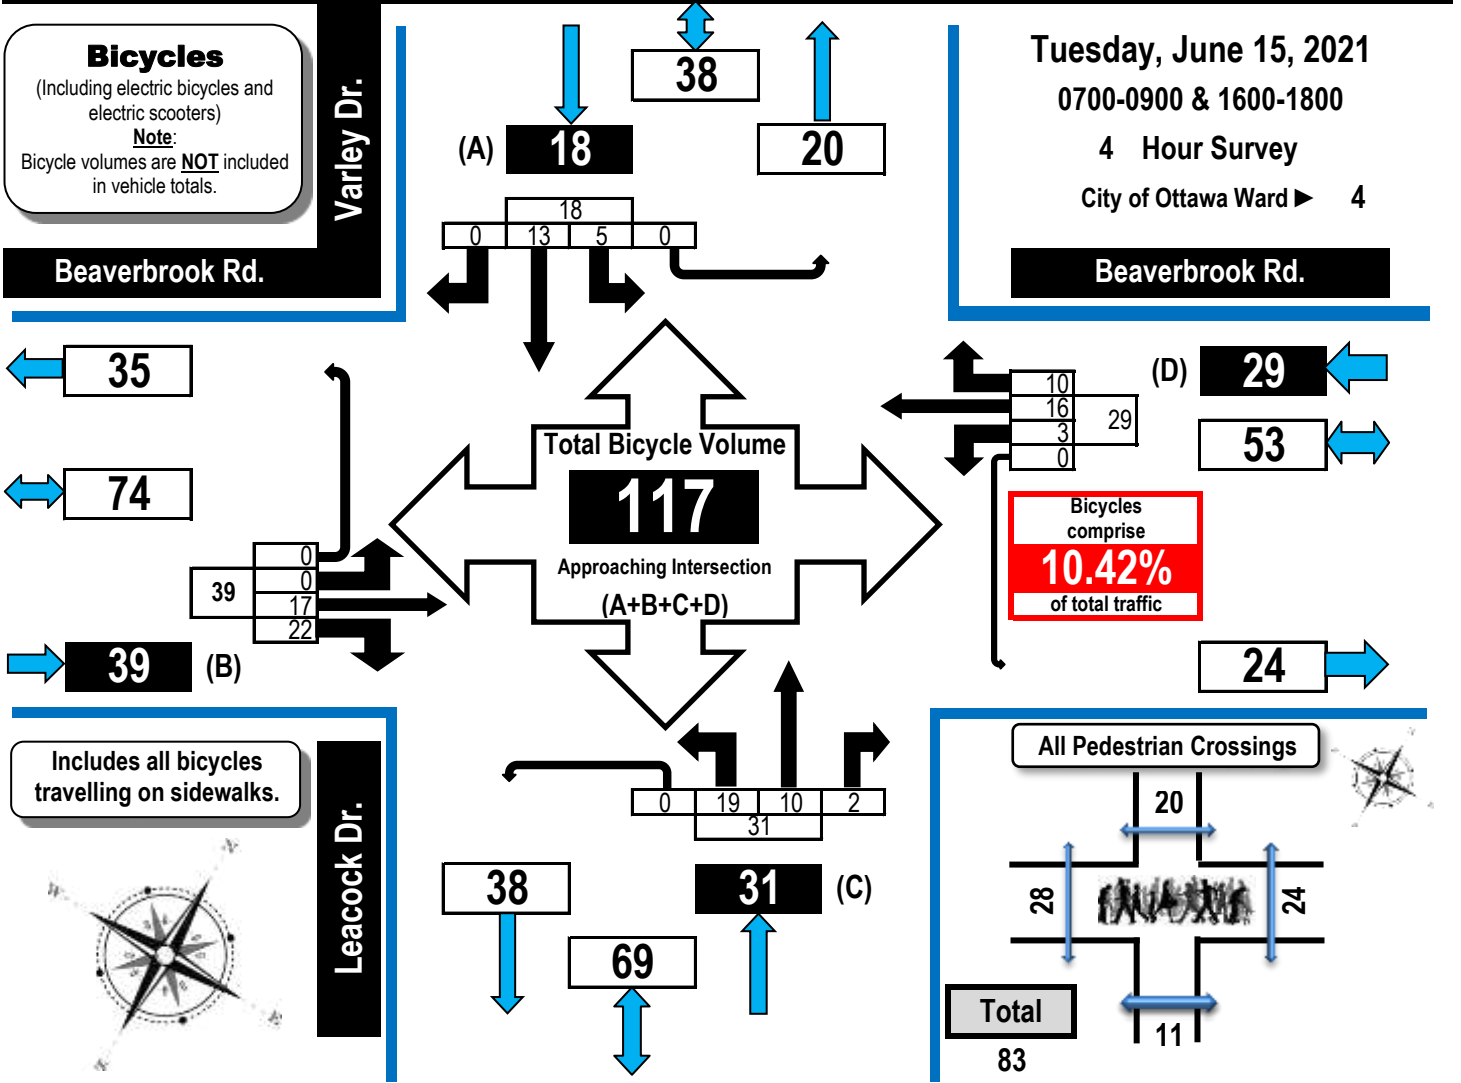 Bicycles
(Including electric bicycles and
electric scooters)
Note:
Bicycle volumes are NOT included
in vehicle totals.
Varley Dr.
Beaverbrook Rd.
38
(A) 18
20
18
0 13 5 0
Tuesday, June 15, 2021
0700-0900 & 1600-1800
4 Hour Survey
City of Ottawa Ward ► 4
Beaverbrook Rd.
35
74
0
0
17
22
39
39 (B)
Total Bicycle Volume
117
Approaching Intersection
(A+B+C+D)
10
16
3
0
29
(D) 29
53
Bicycles
comprise
10.42%
of total traffic
24
Includes all bicycles
travelling on sidewalks.
Leacock Dr.
0 19 10 2
31
38
31 (C)
69
All Pedestrian Crossings
20
28
24
11
Total
83